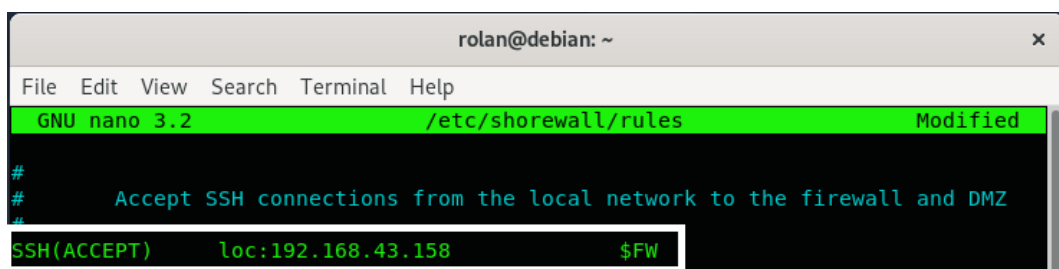 rolan@debian: ~ ×
File Edit View Search Terminal Help
GNU nano 3.2 /etc/shorewall/rules Modified
#
# Accept SSH connections from the local network to the firewall and DMZ
#
SSH(ACCEPT) loc:192.168.43.158 $FW